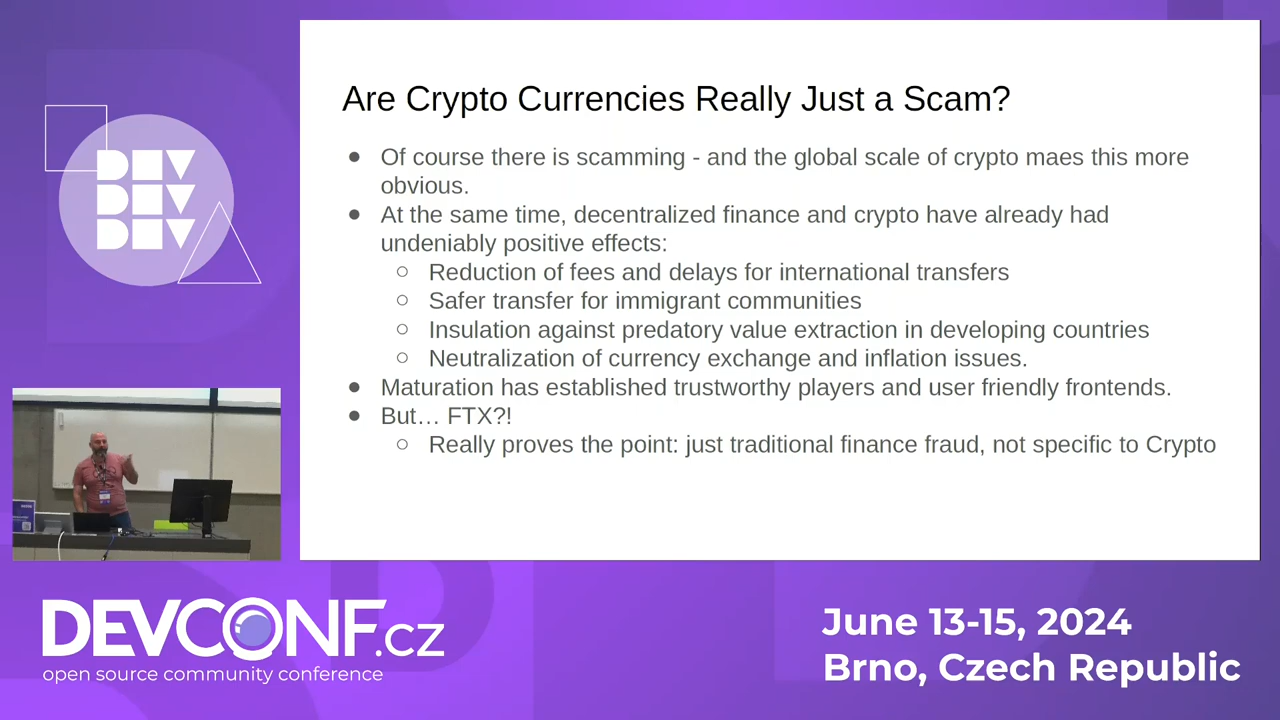 Are Crypto Currencies Really Just a Scam?
● Of course there is scamming - and the global scale of crypto maes this more
obvious.
● At the same time, decentralized finance and crypto have already had
undeniably positive effects:
○ Reduction of fees and delays for international transfers
○ Safer transfer for immigrant communities
○ Insulation against predatory value extraction in developing countries
○ Neutralization of currency exchange and inflation issues.
● Maturation has established trustworthy players and user friendly frontends.
● But… FTX?!
○ Really proves the point: just traditional finance fraud, not specific to Crypto
DEV
DEV
DEV
DEVCONF.cz
open source community conference
June 13-15, 2024
Brno, Czech Republic